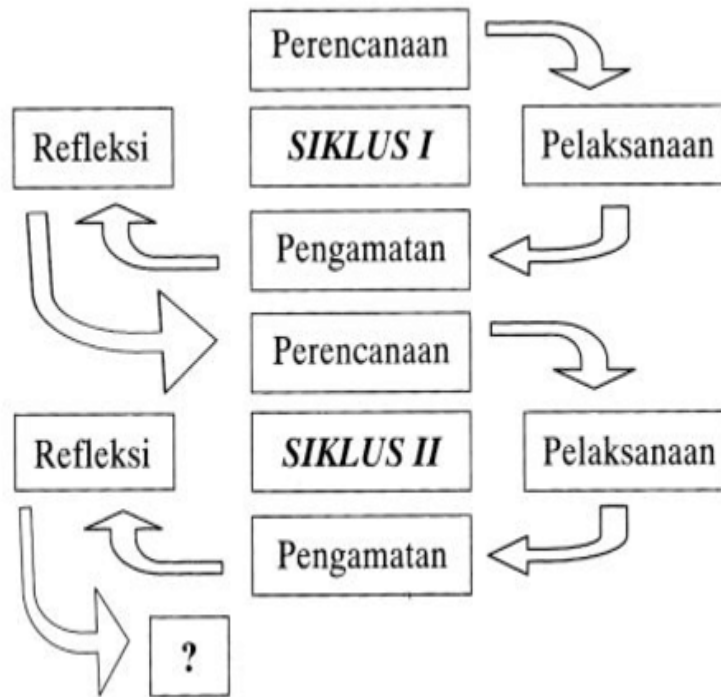 Perencanaan
Refleksi
SIKLUS I
Pelaksanaan
Pengamatan
Perencanaan
Refleksi
SIKLUS II
Pelaksanaan
Pengamatan
?